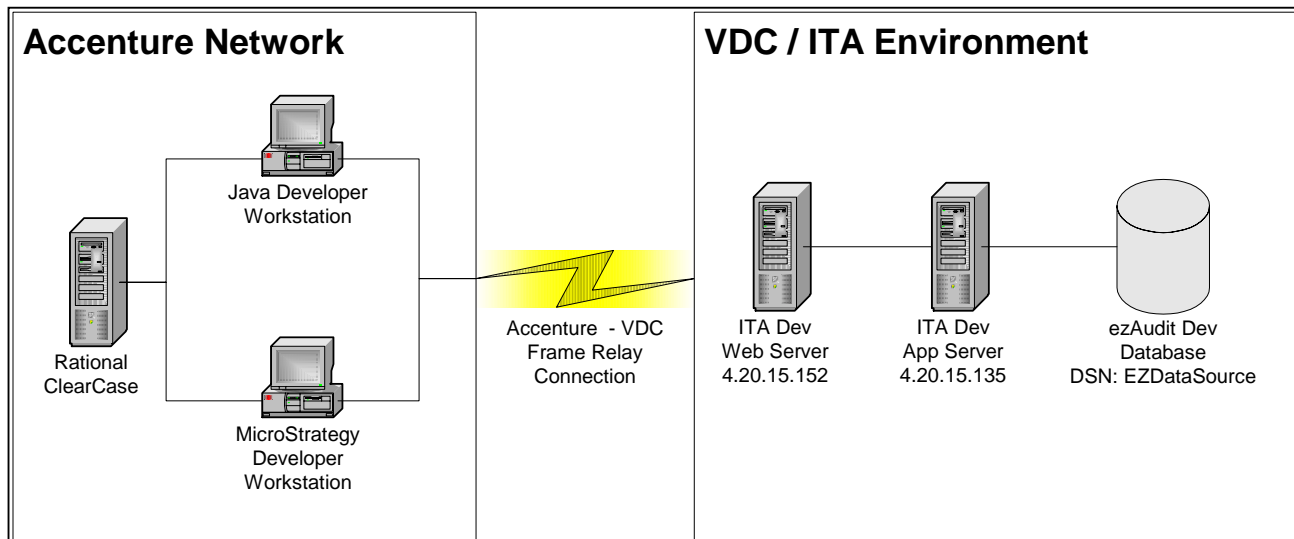 Accenture Network
VDC / ITA Environment
Java Developer
Workstation
Rational
ClearCase
MicroStrategy
Developer
Workstation
Accenture - VDC
Frame Relay
Connection
ITA Dev
Web Server
4.20.15.152
ITA Dev
App Server
4.20.15.135
ezAudit Dev
Database
DSN: EZDataSource